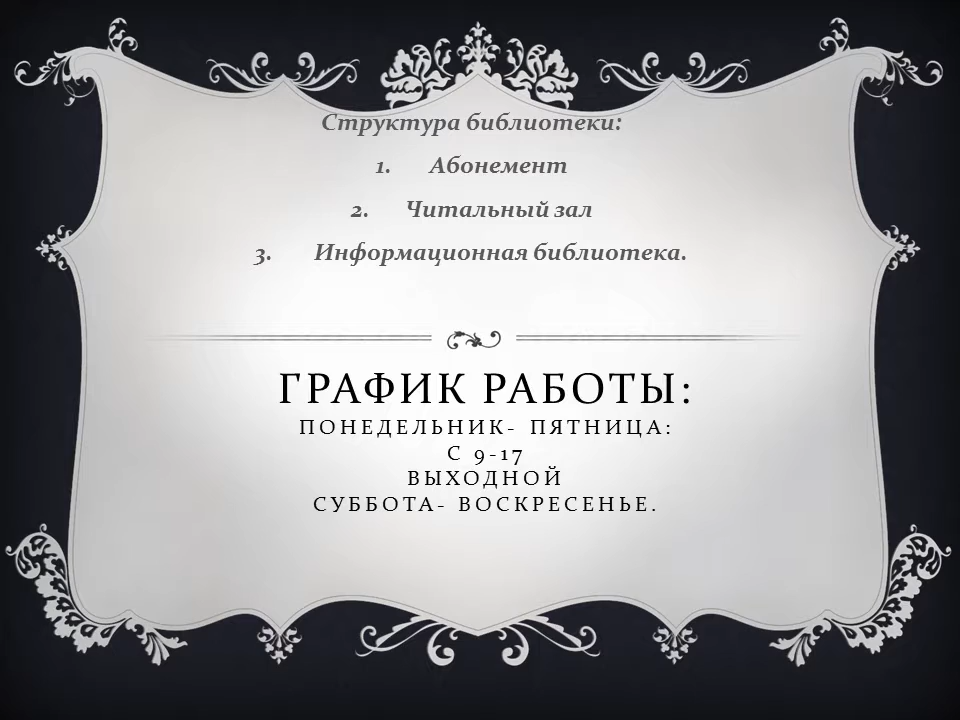 Структура библиотеки:
1. Абонемент
2. Читальный зал
3. Информационная библиотека.
ГРАФИК РАБОТЫ:
ПОНЕДЕЛЬНИК- ПЯТНИЦА:
С 9-17
ВЫХОДНОЙ
СУББОТА- ВОСКРЕСЕНЬЕ.